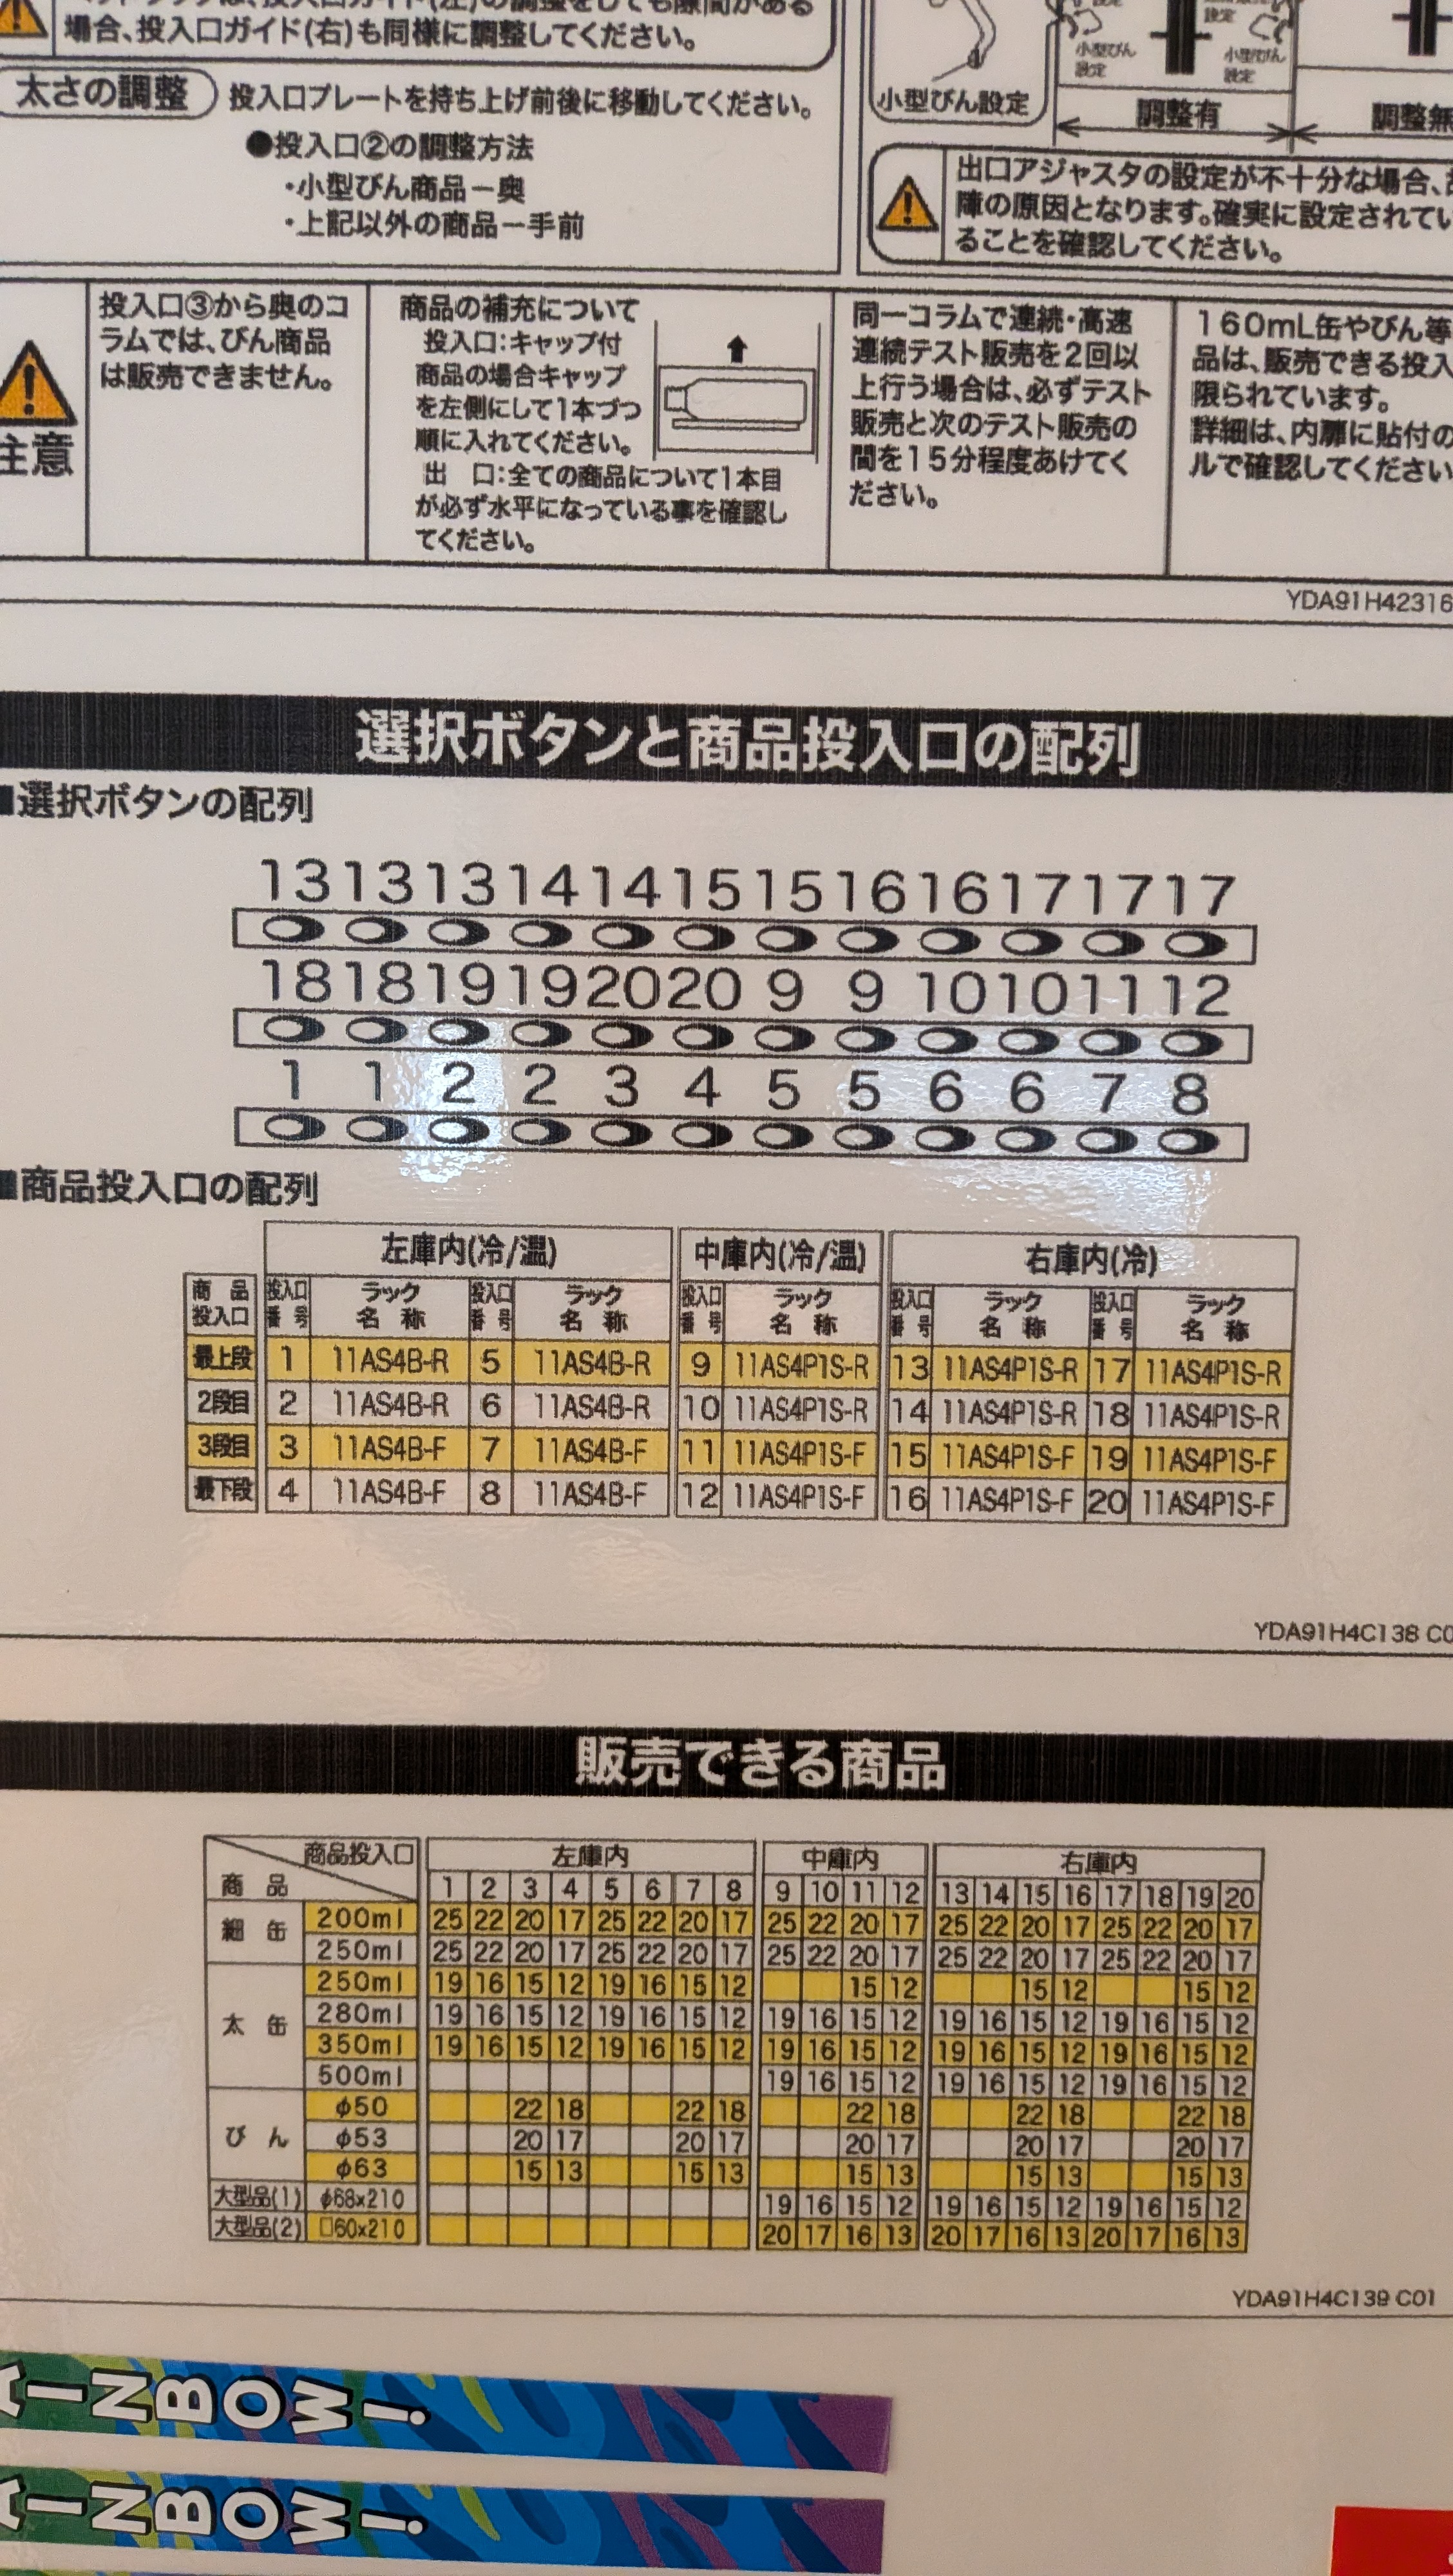 場合、投入口ガイド(右)も同様に調整してください。
太さの調整 投入口プレートを持ち上げ前後に移動してください。
●投入口②の調整方法
・小型びん商品－奥
・上記以外の商品－手前
小型びん設定
小型びん
設定
小型びん
設定
調整有
調整無
出口アジャスタの設定が不十分な場合、
障の原因となります。確実に設定されてい
ることを確認してください。
注意
投入口③から奥のコ
ラムでは、びん商品
は販売できません。
商品の補充について
投入口：キャップ付
商品の場合キャップ
を左側にして1本づつ
順に入れてください。
出　口：全ての商品について1本目
が必ず水平になっている事を確認し
てください。
同一コラムで連続・高速
連続テスト販売を2回以
上行う場合は、必ずテスト
販売と次のテスト販売の
間を15分程度あけてく
ださい。
160mL缶やびん等
品は、販売できる投入
限られています。
詳細は、内扉に貼付の
ルで確認してください
YDA91H42316
選択ボタンと商品投入口の配列
■選択ボタンの配列
13 13 13 14 14 15 15 16 16 17 17 17
18 18 19 19 20 20 9 9 10 10 11 12
1 1 2 2 3 4 5 5 6 6 7 8
■商品投入口の配列
左庫内(冷/温) 中庫内(冷/温) 右庫内(冷)
商品投入口 投入口番号 ラック名称 投入口番号 ラック名称 投入口番号 ラック名称 投入口番号 ラック名称 投入口番号 ラック名称
最上段 1 11AS4B-R 5 11AS4B-R 9 11AS4P1S-R 13 11AS4P1S-R 17 11AS4P1S-R
2段目 2 11AS4B-R 6 11AS4B-R 10 11AS4P1S-R 14 11AS4P1S-R 18 11AS4P1S-R
3段目 3 11AS4B-F 7 11AS4B-F 11 11AS4P1S-F 15 11AS4P1S-F 19 11AS4P1S-F
最下段 4 11AS4B-F 8 11AS4B-F 12 11AS4P1S-F 16 11AS4P1S-F 20 11AS4P1S-F
YDA91H4C138 C0
販売できる商品
商品投入口 左庫内 中庫内 右庫内
商品 1 2 3 4 5 6 7 8 9 10 11 12 13 14 15 16 17 18 19 20
細缶 200ml 25 22 20 17 25 22 20 17 25 22 20 17 25 22 20 17 25 22 20 17
250ml 25 22 20 17 25 22 20 17 25 22 20 17 25 22 20 17 25 22 20 17
太缶 250ml 19 16 15 12 19 16 15 12 15 12 15 12 15 12
280ml 19 16 15 12 19 16 15 12 19 16 15 12 19 16 15 12 19 16 15 12
350ml 19 16 15 12 19 16 15 12 19 16 15 12 19 16 15 12 19 16 15 12
500ml 19 16 15 12 19 16 15 12 19 16 15 12
びん φ50 22 18 22 18 22 18 22 18 22 18
φ53 20 17 20 17 20 17 20 17 20 17
φ63 15 13 15 13 15 13 15 13 15 13
大型品(1) φ68x210 19 16 15 12 19 16 15 12 19 16 15 12
大型品(2) □60x210 20 17 16 13 20 17 16 13 20 17 16 13
YDA91H4C139 C01
AINBOW!
AINBOW!